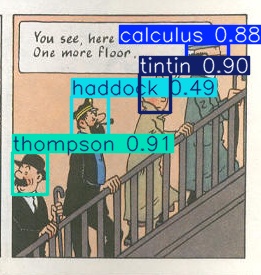 You see, here
One more floor.
calculus 0.88
tintin 0.90
haddock 0.49
thompson 0.91